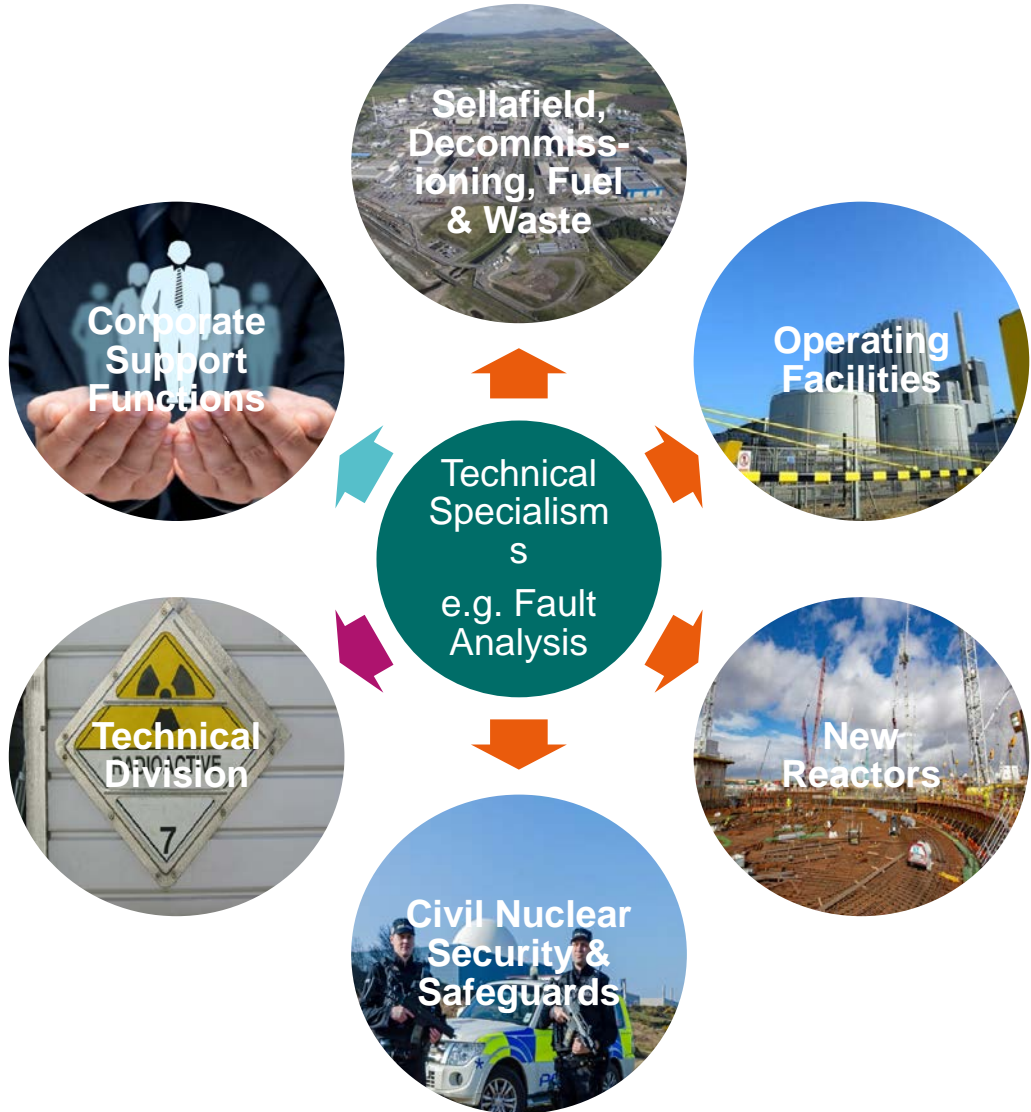 Sellafield,
Decommiss-
ioning, Fuel
& Waste
Corporate
Support
Functions
Operating
Facilities
Technical
Specialism
s
e.g. Fault
Analysis
Technical
Division
RADIOACTIVE
7
New
Reactors
Civil Nuclear
Security &
Safeguards